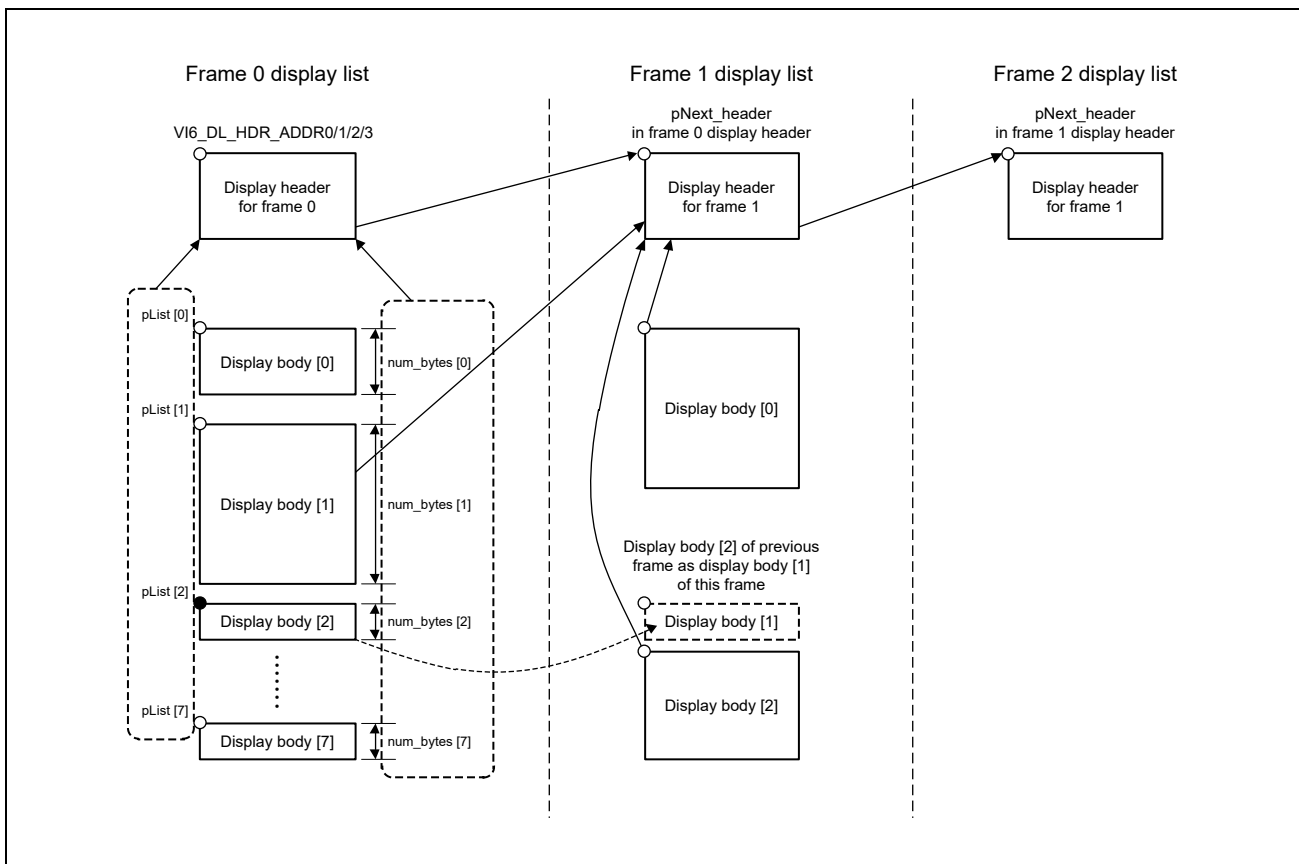 Frame 0 display list
Frame 1 display list
Frame 2 display list
VI6_DL_HDR_ADDR0/1/2/3
pNext_header
in frame 0 display header
pNext_header
in frame 1 display header
Display header
for frame 0
Display header
for frame 1
Display header
for frame 1
pList [0]
Display body [0]
num_bytes [0]
pList [1]
Display body [1]
num_bytes [1]
pList [2]
Display body [2]
num_bytes [2]
pList [7]
Display body [7]
num_bytes [7]
Display body [0]
Display body [2] of previous
frame as display body [1]
of this frame
Display body [1]
Display body [2]